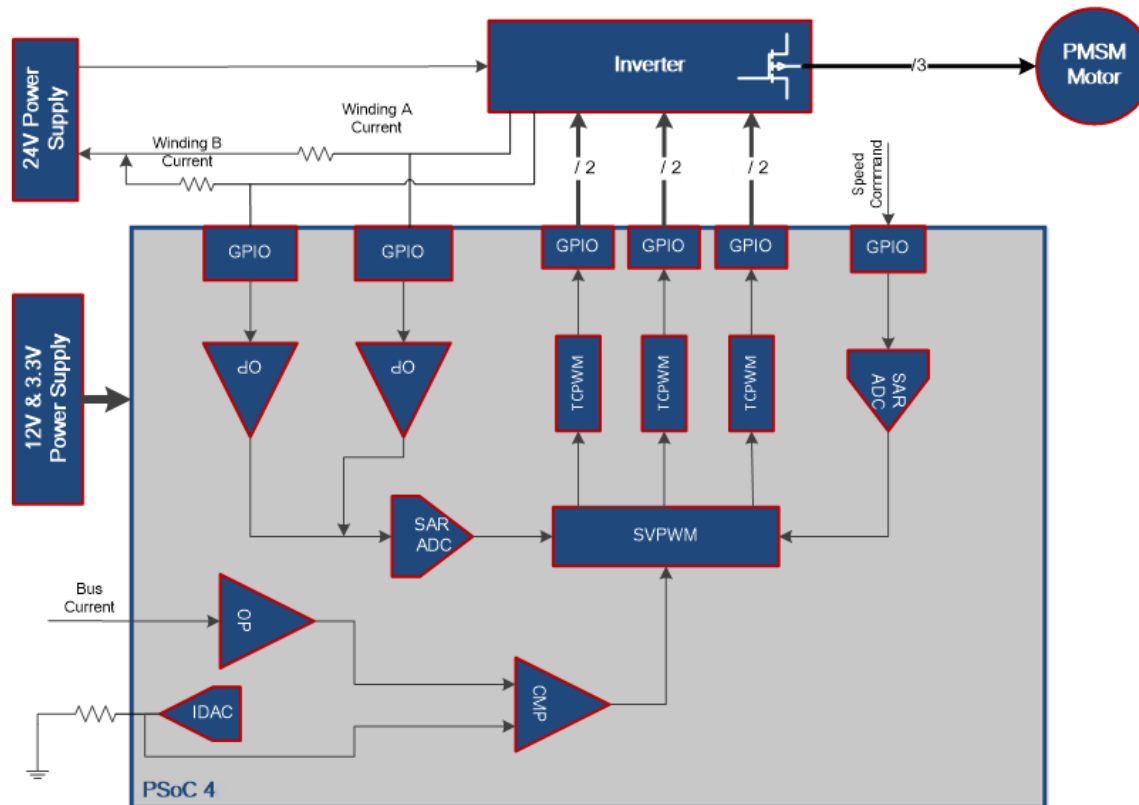 Inverter
/3
PMSM
Motor
24V Power
Supply
Winding A
Current
Winding B
Current
/ 2
/ 2
/ 2
Speed
Command
GPIO
GPIO
GPIO
GPIO
GPIO
GPIO
12V & 3.3V
Power Supply
OP
OP
TCPWM
TCPWM
TCPWM
SAR
ADC
SAR
ADC
SVPWM
Bus
Current
OP
CMP
IDAC
PSoC 4